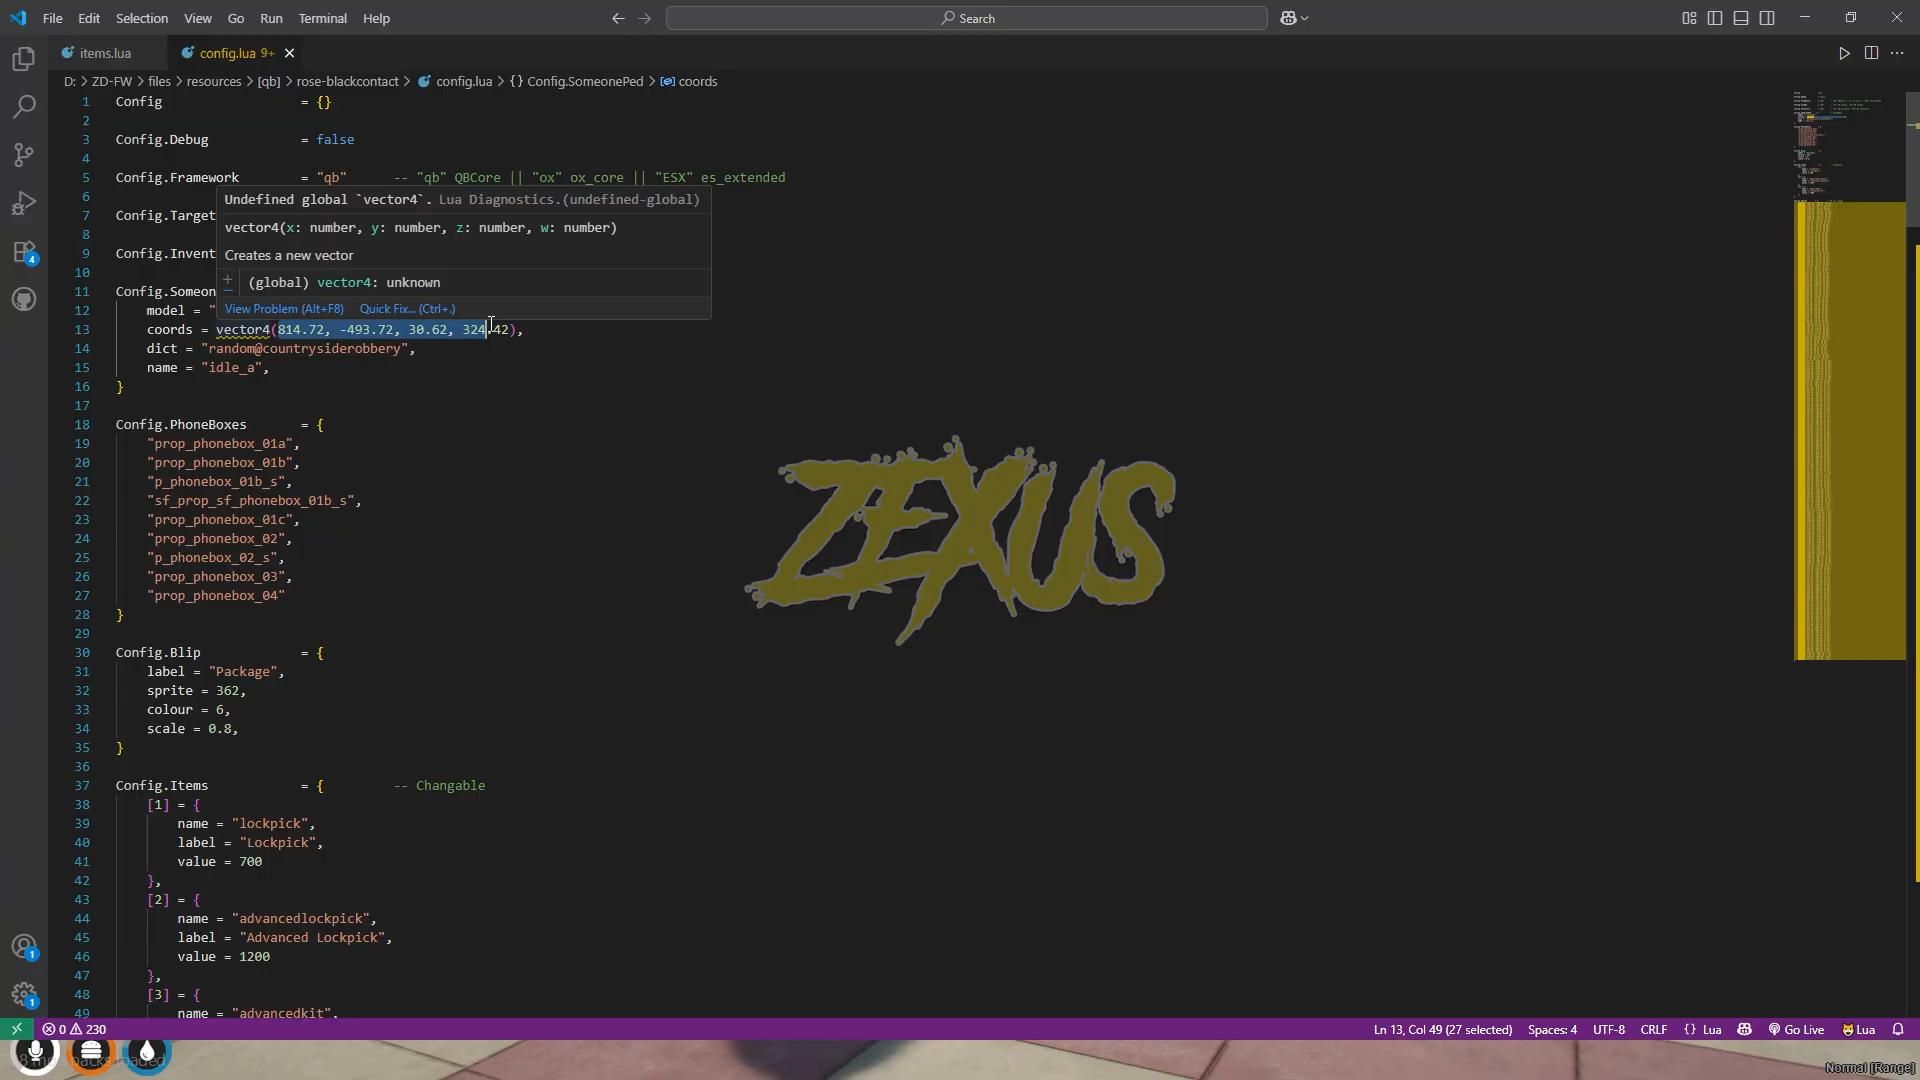 File Edit Selection View Go Run Terminal Help
Search
items.lua
config.lua 9+
D: > ZD-FW > files > resources > [qb] > rose-blackcontact > config.lua > {} Config.SomeonePed > coords
1 Config = {}
2
3 Config.Debug = false
4
5 Config.Framework = "qb" -- "qb" QBCore || "ox" ox_core || "ESX" es_extended
6
7 Config.Target
8
9 Config.Invent
10
11 Config.Someon
12 model = "
13 coords = vector4(814.72, -493.72, 30.62, 324.42),
14 dict = "random@countrysiderobbery",
15 name = "idle_a",
16 }
17
18 Config.PhoneBoxes = {
19 "prop_phonebox_01a",
20 "prop_phonebox_01b",
21 "p_phonebox_01b_s",
22 "sf_prop_sf_phonebox_01b_s",
23 "prop_phonebox_01c",
24 "prop_phonebox_02",
25 "p_phonebox_02_s",
26 "prop_phonebox_03",
27 "prop_phonebox_04"
28 }
29
30 Config.Blip = {
31 label = "Package",
32 sprite = 362,
33 colour = 6,
34 scale = 0.8,
35 }
36
37 Config.Items = { -- Changable
38 [1] = {
39 name = "lockpick",
40 label = "Lockpick",
41 value = 700
42 },
43 [2] = {
44 name = "advancedlockpick",
45 label = "Advanced Lockpick",
46 value = 1200
47 },
48 [3] = {
49 name = "advancedkit",
Undefined global `vector4`. Lua Diagnostics.(undefined-global)
vector4(x: number, y: number, z: number, w: number)
Creates a new vector
(global) vector4: unknown
View Problem (Alt+F8) Quick Fix... (Ctrl+.)
ZEXUS
4
1
1
0 230
Ln 13, Col 49 (27 selected) Spaces: 4 UTF-8 CRLF {} Lua Go Live Lua
packs loaded
Normal [Range]